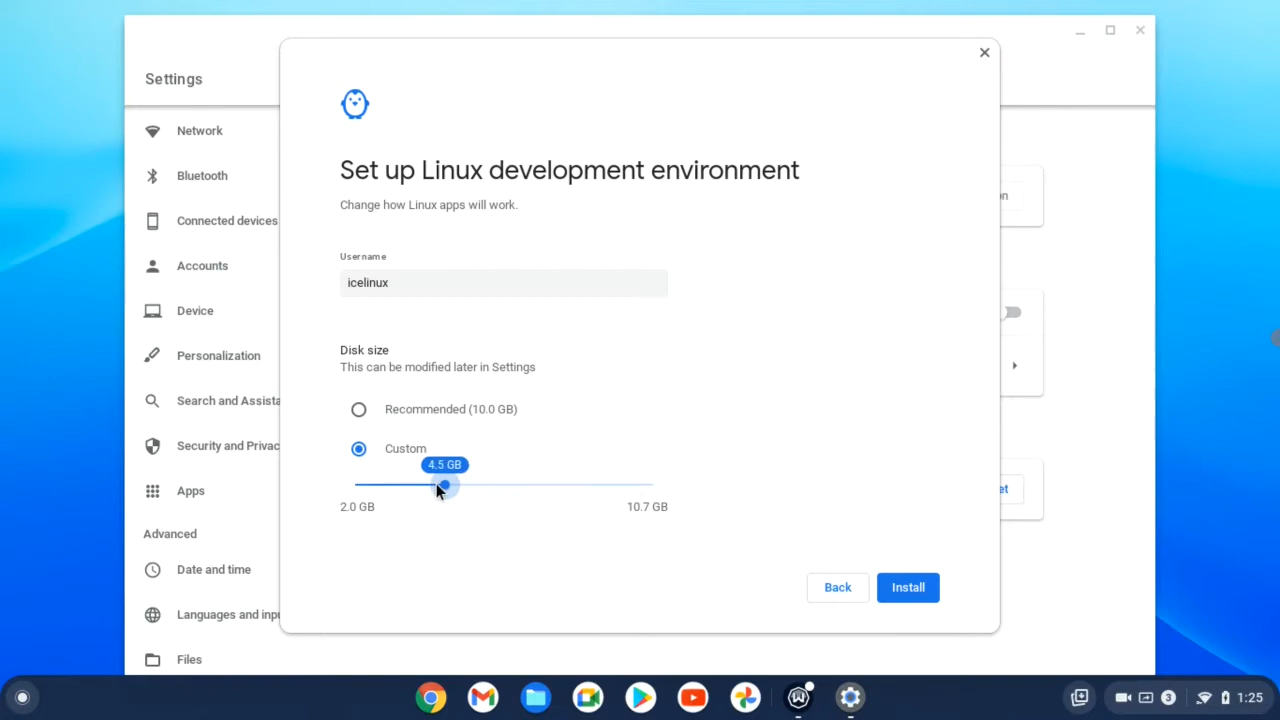 Settings
Network
Bluetooth
Connected devices
Accounts
Device
Personalization
Search and Assista
Security and Privac
Apps
Advanced
Date and time
Languages and inpu
Files
Set up Linux development environment
Change how Linux apps will work.
Username
icelinux
Disk size
This can be modified later in Settings
Recommended (10.0 GB)
Custom
4.5 GB
2.0 GB 10.7 GB
Back Install
on
et
3 1:25